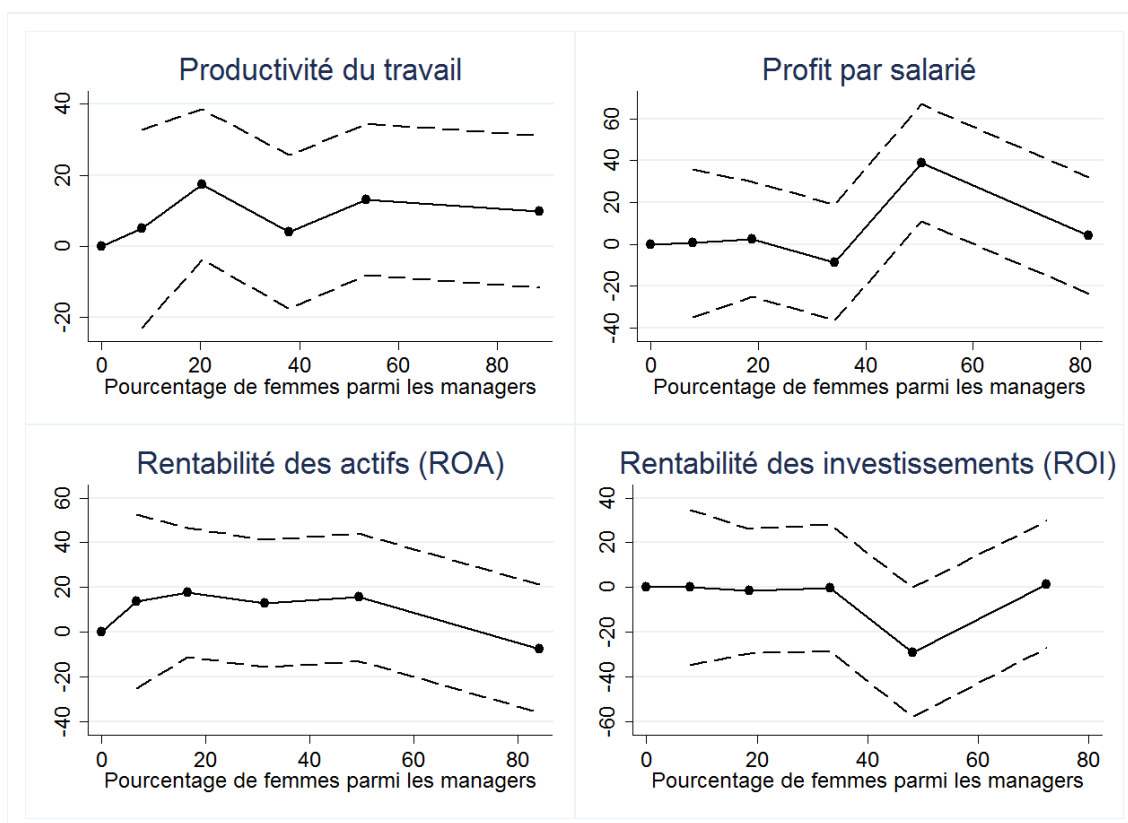 Productivité du travail
40
20
0
-20
0 20 40 60 80
Pourcentage de femmes parmi les managers
Profit par salarié
60
40
20
0
-20
-40
0 20 40 60 80
Pourcentage de femmes parmi les managers
Rentabilité des actifs (ROA)
60
40
20
0
-20
-40
0 20 40 60 80
Pourcentage de femmes parmi les managers
Rentabilité des investissements (ROI)
40
20
0
-20
-40
-60
0 20 40 60 80
Pourcentage de femmes parmi les managers